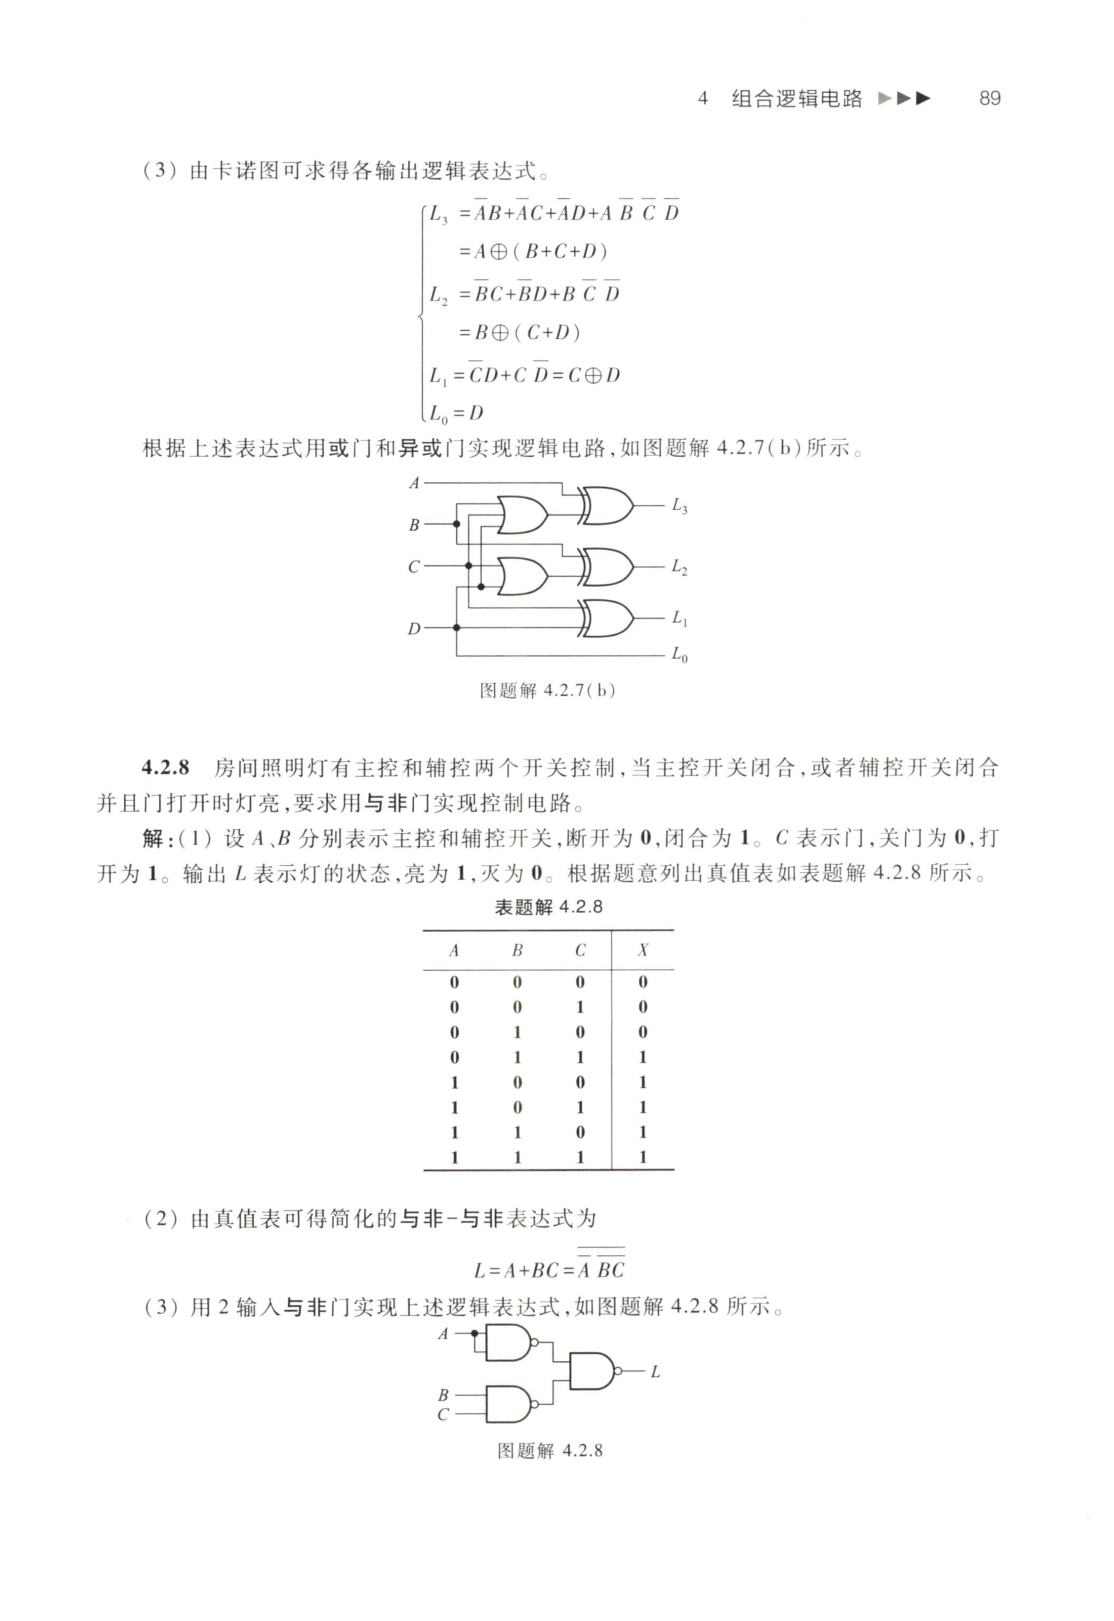 4 组合逻辑电路 ▶▶▶ 89
(3) 由卡诺图可求得各输出逻辑表达式。
L₃ = A̅B+A̅C+A̅D+A B̅ C̅ D̅
=A⊕(B+C+D)
L₂ = B̅C+B̅D+B C̅ D̅
=B⊕(C+D)
L₁ = C̅D+C D̅=C⊕D
L₀ = D
根据上述表达式用或门和异或门实现逻辑电路,如图题解 4.2.7(b)所示。
A
B
C
D
L₃
L₂
L₁
L₀
图题解 4.2.7(b)
4.2.8 房间照明灯有主控和辅控两个开关控制,当主控开关闭合,或者辅控开关闭合
并且门打开时灯亮,要求用与非门实现控制电路。
解:(1) 设 A、B 分别表示主控和辅控开关,断开为 0,闭合为 1。C 表示门,关门为 0,打
开为 1。输出 L 表示灯的状态,亮为 1,灭为 0。根据题意列出真值表如表题解 4.2.8 所示。
表题解 4.2.8
A B C X
0 0 0 0
0 0 1 0
0 1 0 0
0 1 1 1
1 0 0 1
1 0 1 1
1 1 0 1
1 1 1 1
(2) 由真值表可得简化的与非-与非表达式为
L=A+BC=\overline{\overline{A} \overline{BC}}
(3) 用 2 输入与非门实现上述逻辑表达式,如图题解 4.2.8 所示。
A
B
C
L
图题解 4.2.8